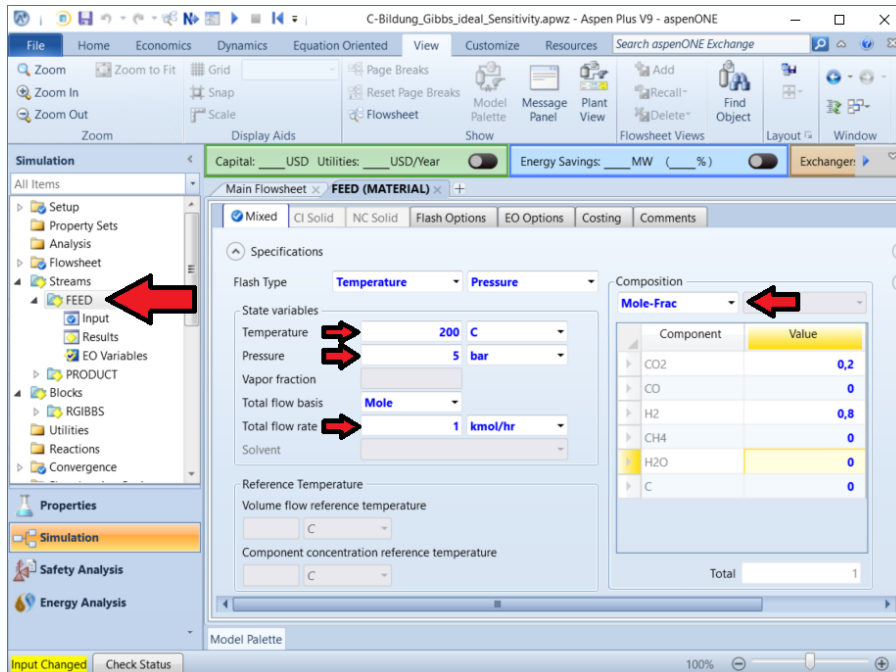 C-Bildung_Gibbs_ideal_Sensitivity.apwz - Aspen Plus V9 - aspenONE
File Home Economics Dynamics Equation Oriented View Customize Resources Search aspenONE Exchange
Zoom Zoom to Fit Grid Page Breaks Add
Zoom In Snap Reset Page Breaks Model Palette Message Panel Plant View Recall Find Object
Zoom Out Scale Flowsheet Delete
Zoom Display Aids Show Flowsheet Views Layout Window
Simulation
Capital: ____USD Utilities: ____USD/Year Energy Savings: ____MW (____%) Exchangers
All Items
Main Flowsheet FEED (MATERIAL)
Setup
Property Sets
Analysis
Flowsheet
Streams
FEED
Input
Results
EO Variables
PRODUCT
Blocks
RGIBBS
Utilities
Reactions
Convergence
Properties
Simulation
Safety Analysis
Energy Analysis
Mixed CI Solid NC Solid Flash Options EO Options Costing Comments
Specifications
Flash Type Temperature Pressure
State variables
Temperature 200 C
Pressure 5 bar
Vapor fraction
Total flow basis Mole
Total flow rate 1 kmol/hr
Solvent
Reference Temperature
Volume flow reference temperature
C
Component concentration reference temperature
C
Composition
Mole-Frac
Component Value
CO2 0,2
CO 0
H2 0,8
CH4 0
H2O 0
C 0
Total 1
Model Palette
Input Changed Check Status 100%